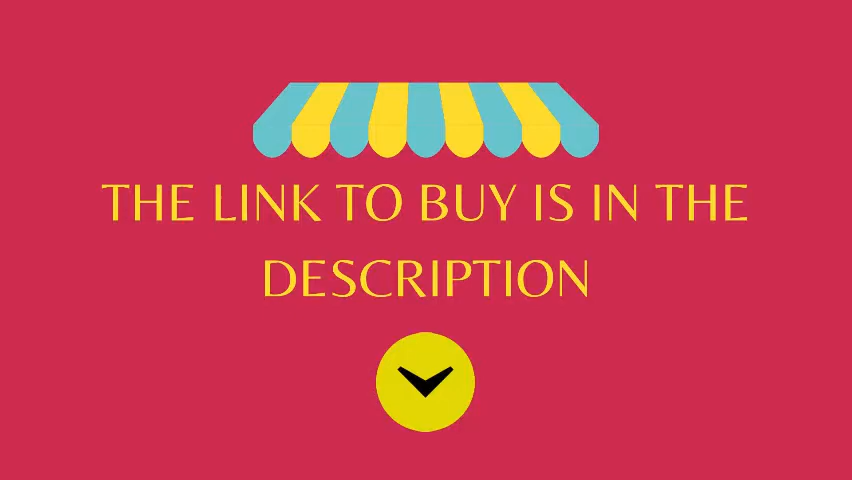 THE LINK TO BUY IS IN THE
DESCRIPTION